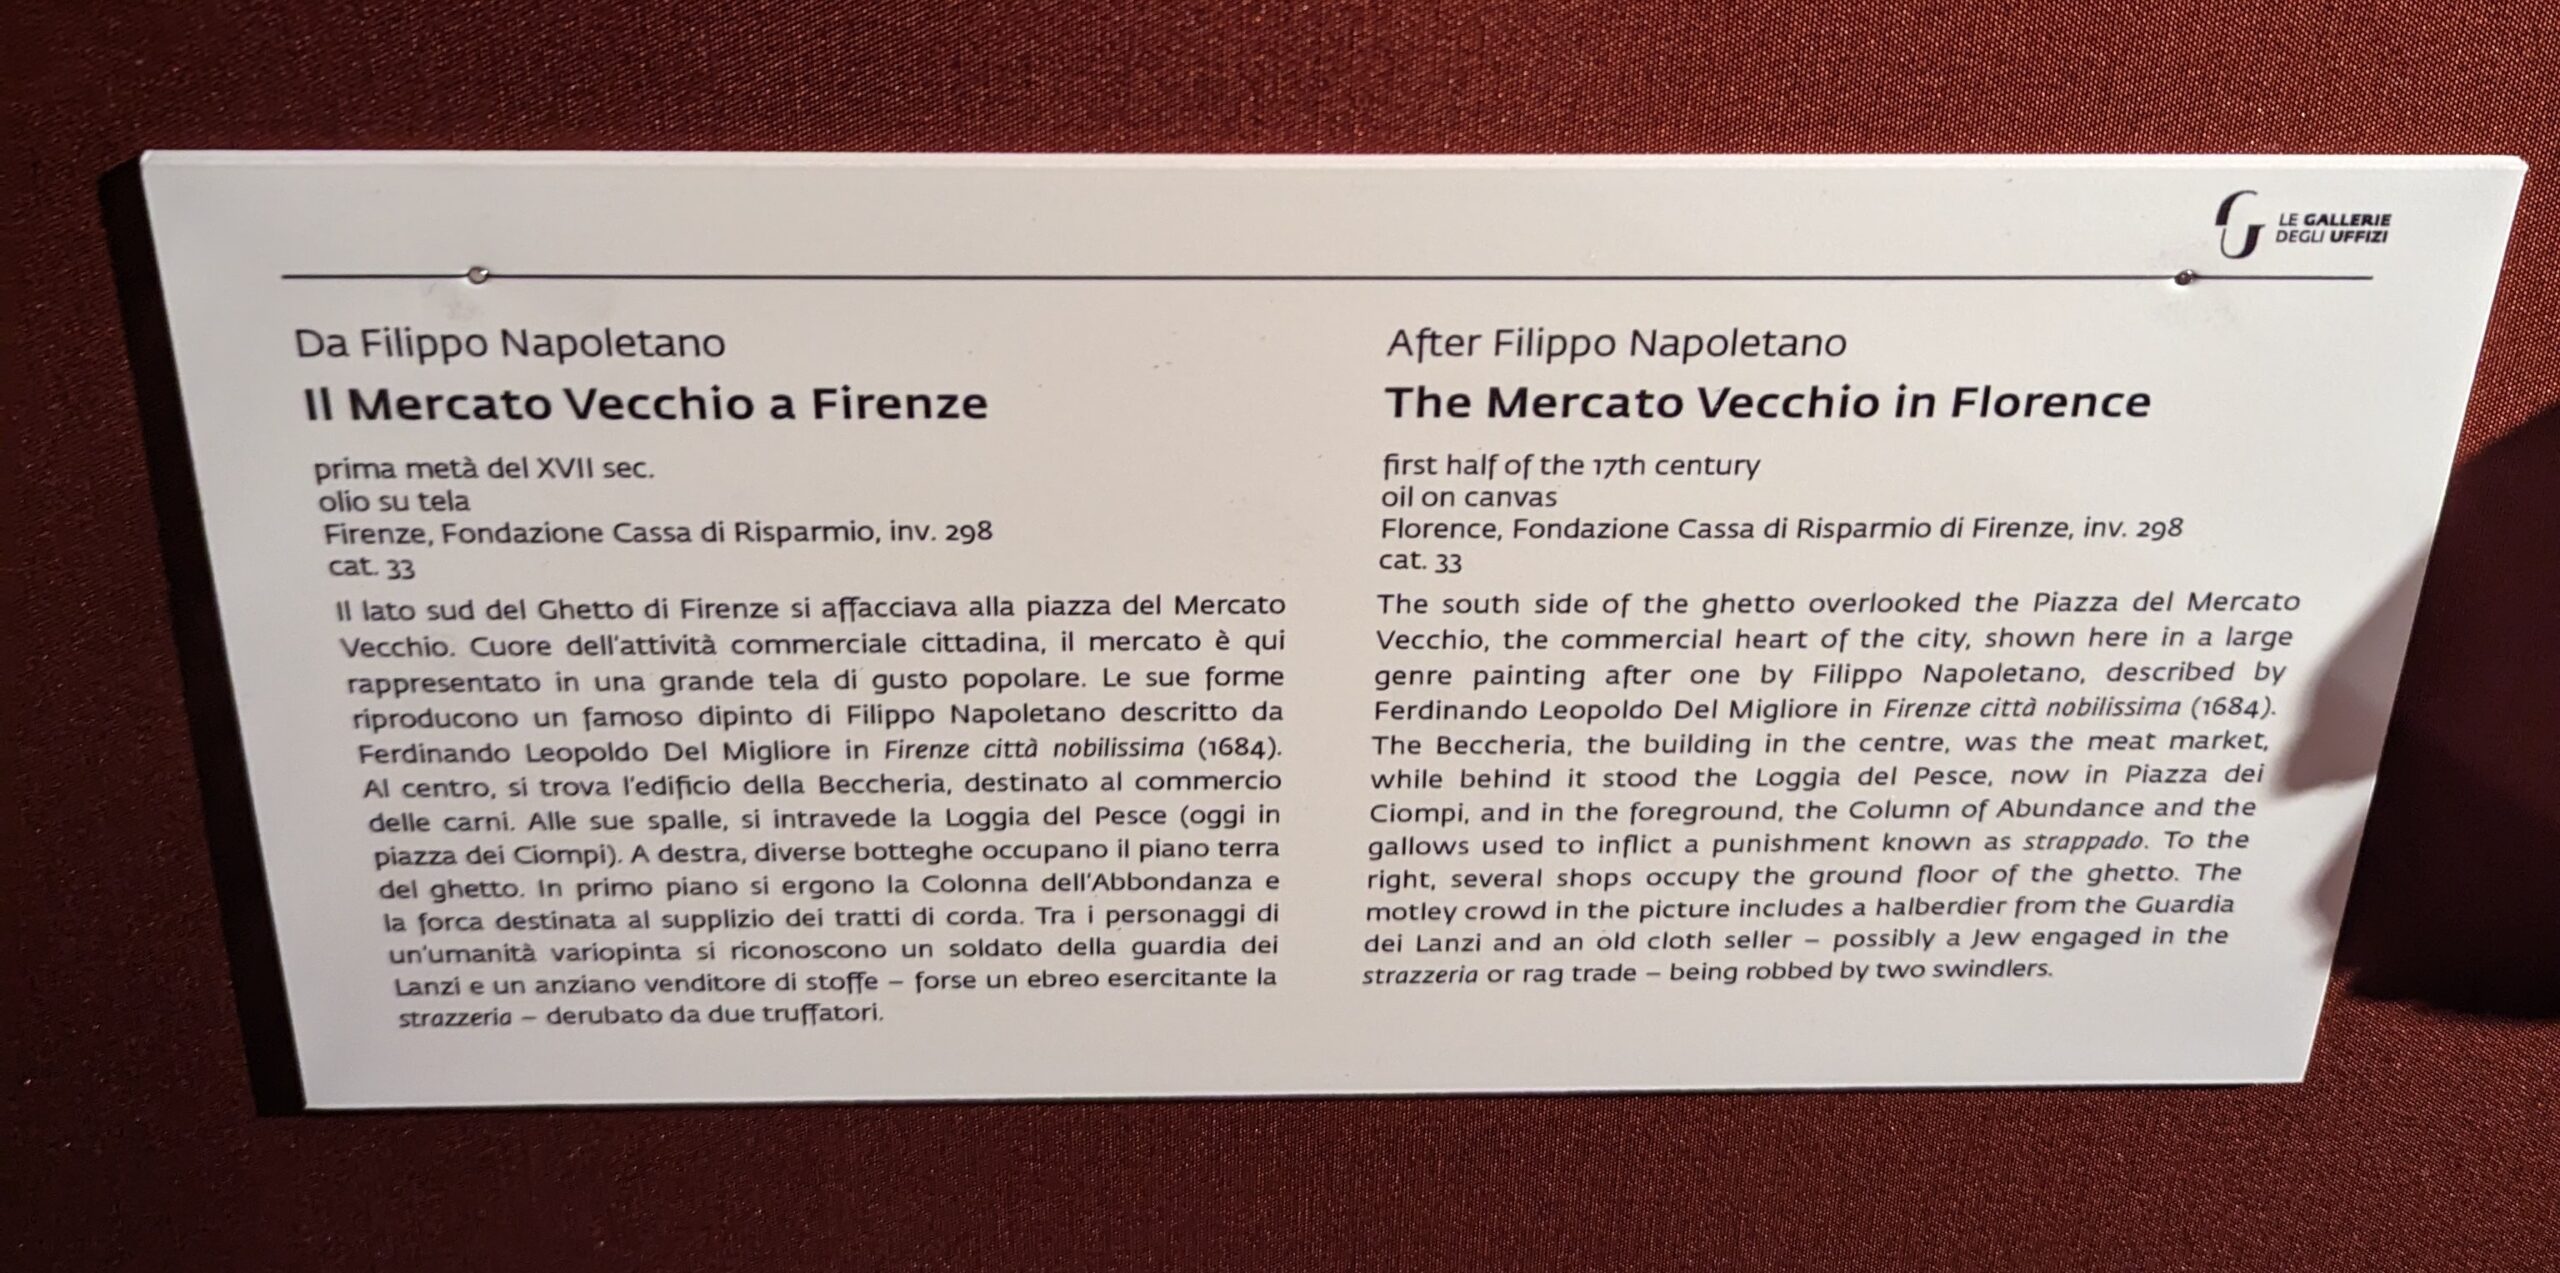 LE GALLERIE
DEGLI UFFIZI
Da Filippo Napoletano
Il Mercato Vecchio a Firenze
prima metà del XVII sec.
olio su tela
Firenze, Fondazione Cassa di Risparmio, inv. 298
cat. 33
Il lato sud del Ghetto di Firenze si affacciava alla piazza del Mercato
Vecchio. Cuore dell'attività commerciale cittadina, il mercato è qui
rappresentato in una grande tela di gusto popolare. Le sue forme
riproducono un famoso dipinto di Filippo Napoletano descritto da
Ferdinando Leopoldo Del Migliore in Firenze città nobilissima (1684).
Al centro, si trova l'edificio della Beccheria, destinato al commercio
delle carni. Alle sue spalle, si intravede la Loggia del Pesce (oggi in
piazza dei Ciompi). A destra, diverse botteghe occupano il piano terra
del ghetto. In primo piano si ergono la Colonna dell'Abbondanza e
la forca destinata al supplizio dei tratti di corda. Tra i personaggi di
un'umanità variopinta si riconoscono un soldato della guardia dei
Lanzi e un anziano venditore di stoffe – forse un ebreo esercitante la
strazzeria – derubato da due truffatori.
After Filippo Napoletano
The Mercato Vecchio in Florence
first half of the 17th century
oil on canvas
Florence, Fondazione Cassa di Risparmio di Firenze, inv. 298
cat. 33
The south side of the ghetto overlooked the Piazza del Mercato
Vecchio, the commercial heart of the city, shown here in a large
genre painting after one by Filippo Napoletano, described by
Ferdinando Leopoldo Del Migliore in Firenze città nobilissima (1684).
The Beccheria, the building in the centre, was the meat market,
while behind it stood the Loggia del Pesce, now in Piazza dei
Ciompi, and in the foreground, the Column of Abundance and the
gallows used to inflict a punishment known as strappado. To the
right, several shops occupy the ground floor of the ghetto. The
motley crowd in the picture includes a halberdier from the Guardia
dei Lanzi and an old cloth seller – possibly a Jew engaged in the
strazzeria or rag trade – being robbed by two swindlers.